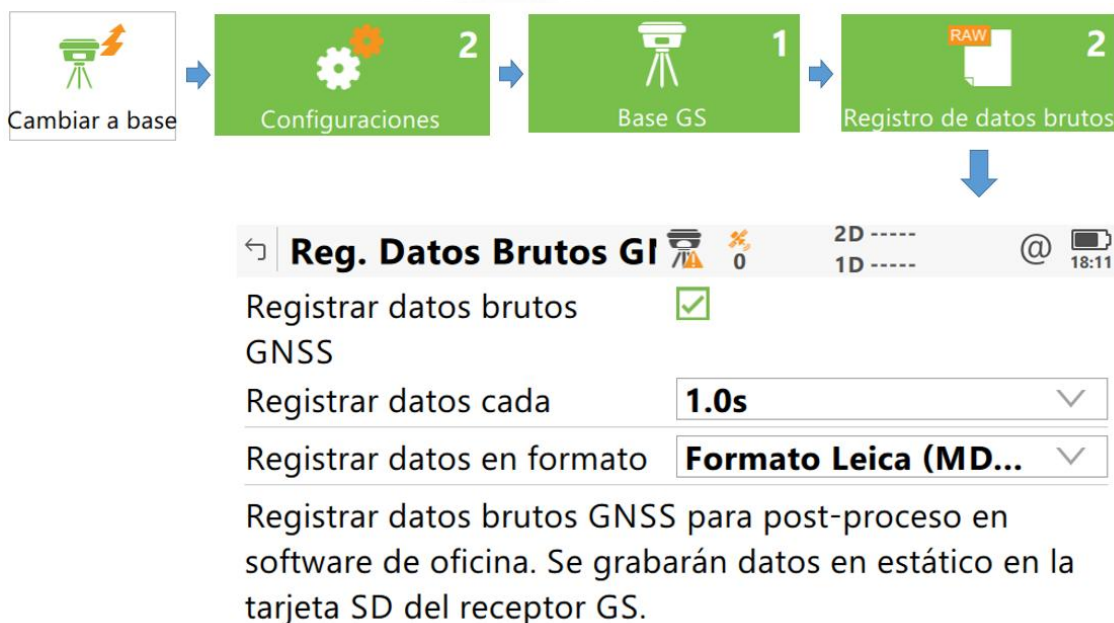 Cambiar a base
2
Configuraciones
1
Base GS
RAW
2
Registro de datos brutos
Reg. Datos Brutos GI
0
2D -----
1D -----
@
18:11
Registrar datos brutos
GNSS
Registrar datos cada
1.0s
Registrar datos en formato
Formato Leica (MD...
Registrar datos brutos GNSS para post-proceso en
software de oficina. Se grabarán datos en estático en la
tarjeta SD del receptor GS.